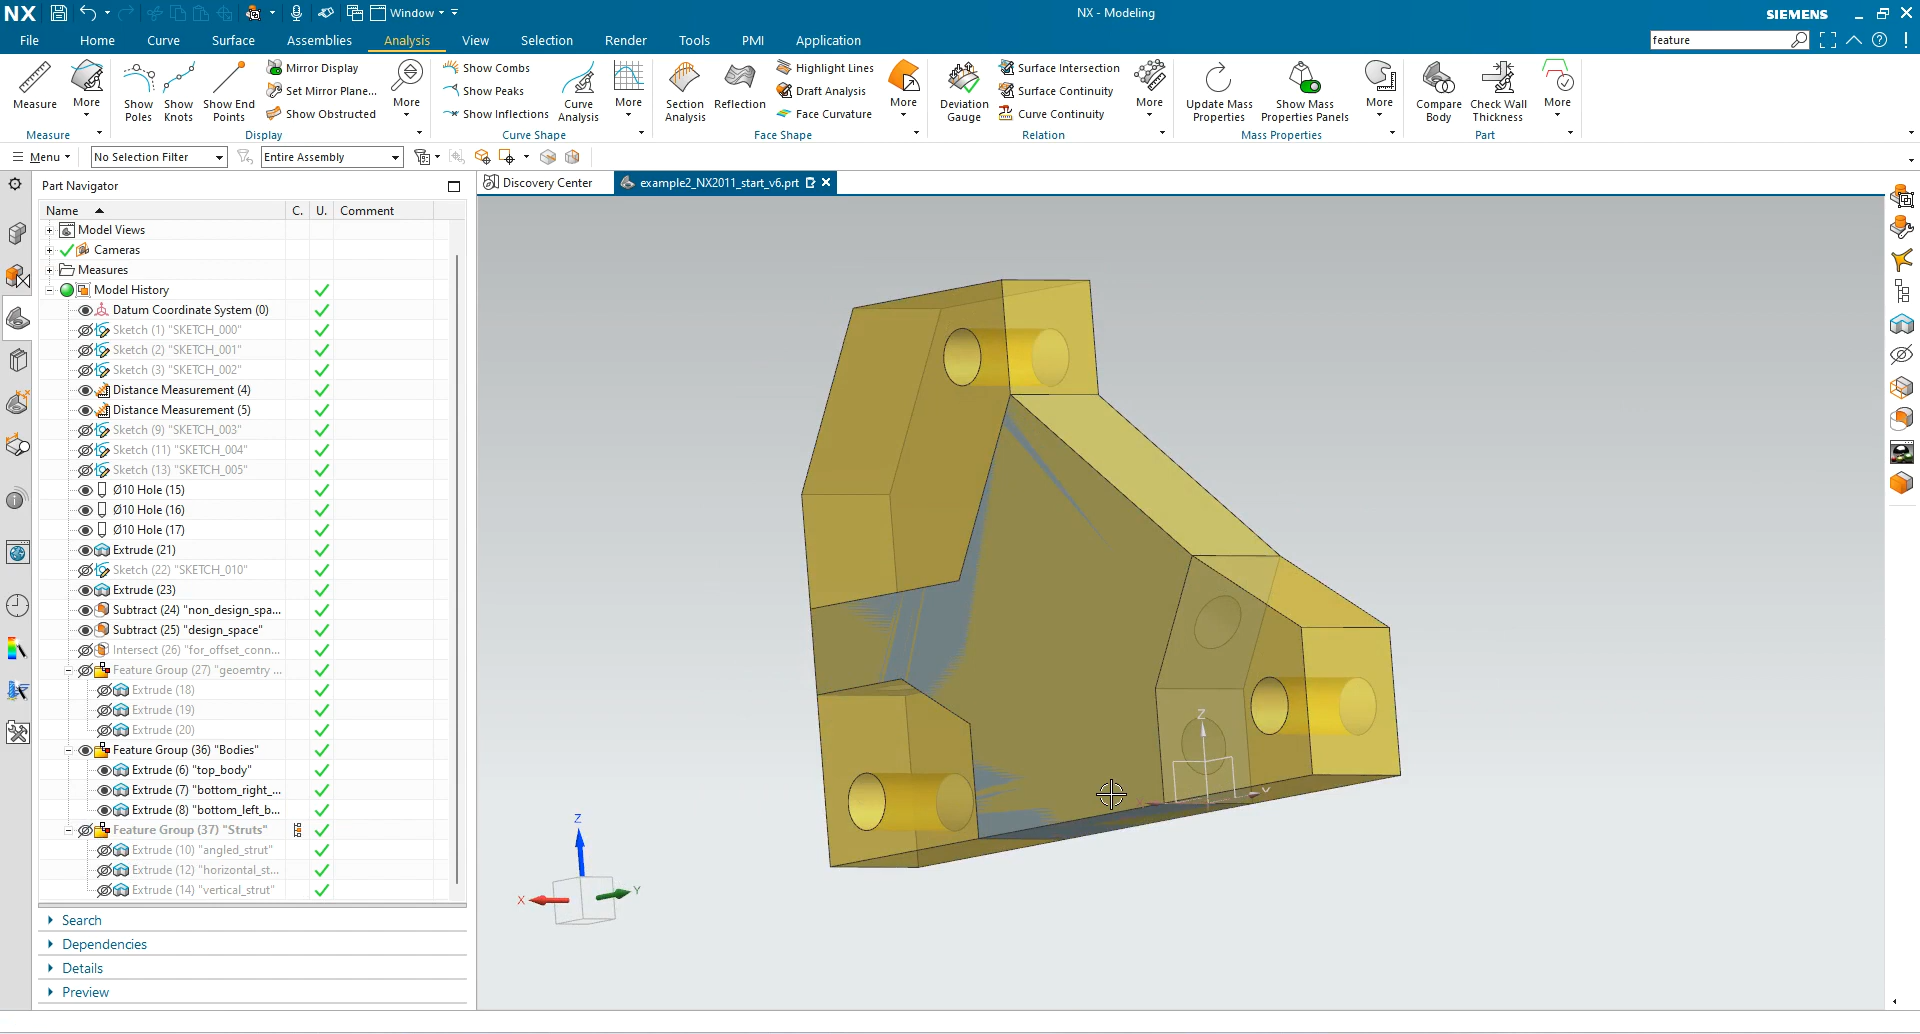 NX Window NX - Modeling SIEMENS
File Home Curve Surface Assemblies Analysis View Selection Render Tools PMI Application feature
Measure More
Measure
Show Poles Show Knots Show End Points Mirror Display Set Mirror Plane... Show Obstructed More
Display
Show Combs Show Peaks Show Inflections Curve Analysis More
Curve Shape
Section Analysis Reflection Highlight Lines Draft Analysis Face Curvature More
Face Shape
Deviation Gauge Surface Intersection Surface Continuity Curve Continuity More
Relation
Update Mass Properties Show Mass Properties Panels More
Mass Properties
Compare Body Check Wall Thickness More
Part
Menu No Selection Filter Entire Assembly
Part Navigator
Discovery Center example2_NX2011_start_v6.prt
Name C. U. Comment
Model Views
Cameras
Measures
Model History
Datum Coordinate System (0)
Sketch (1) "SKETCH_000"
Sketch (2) "SKETCH_001"
Sketch (3) "SKETCH_002"
Distance Measurement (4)
Distance Measurement (5)
Sketch (9) "SKETCH_003"
Sketch (11) "SKETCH_004"
Sketch (13) "SKETCH_005"
Ø10 Hole (15)
Ø10 Hole (16)
Ø10 Hole (17)
Extrude (21)
Sketch (22) "SKETCH_010"
Extrude (23)
Subtract (24) "non_design_spa...
Subtract (25) "design_space"
Intersect (26) "for_offset_conn...
Feature Group (27) "geoemtry ...
Extrude (18)
Extrude (19)
Extrude (20)
Feature Group (36) "Bodies"
Extrude (6) "top_body"
Extrude (7) "bottom_right_...
Extrude (8) "bottom_left_b...
Feature Group (37) "Struts"
Extrude (10) "angled_strut"
Extrude (12) "horizontal_st...
Extrude (14) "vertical_strut"
Search
Dependencies
Details
Preview
Z
Y
Z
X
Y